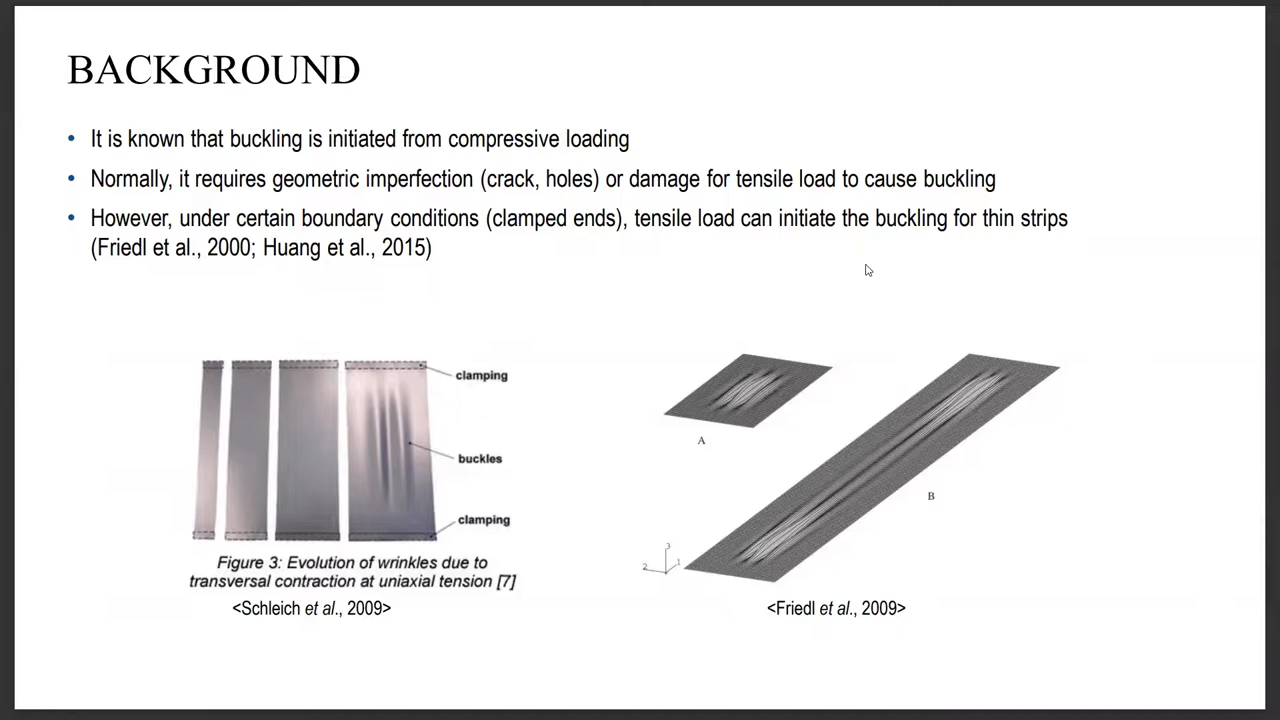 BACKGROUND
• It is known that buckling is initiated from compressive loading
• Normally, it requires geometric imperfection (crack, holes) or damage for tensile load to cause buckling
• However, under certain boundary conditions (clamped ends), tensile load can initiate the buckling for thin strips
(Friedl et al., 2000; Huang et al., 2015)
clamping
buckles
clamping
Figure 3: Evolution of wrinkles due to
transversal contraction at uniaxial tension [7]
<Schleich et al., 2009>
A
B
3
2
1
<Friedl et al., 2009>